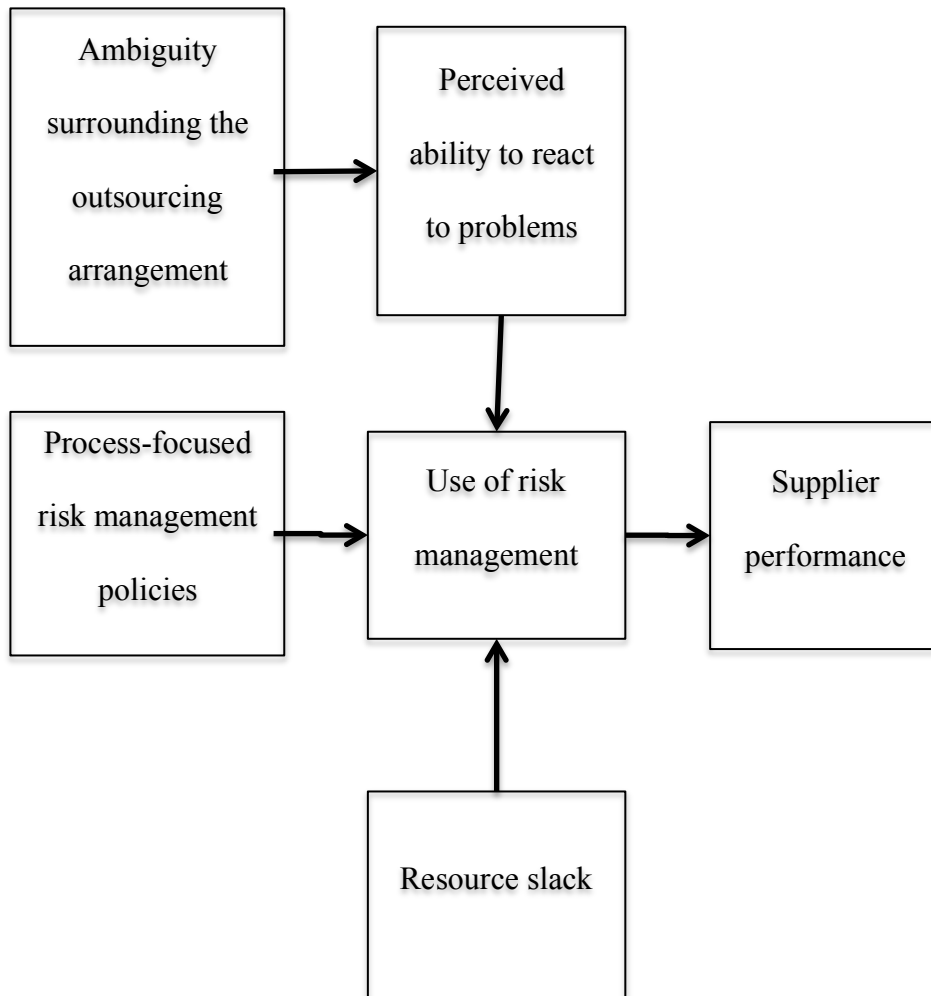 Ambiguity
surrounding the
outsourcing
arrangement
Perceived
ability to react
to problems
Process-focused
risk management
policies
Use of risk
management
Supplier
performance
Resource slack